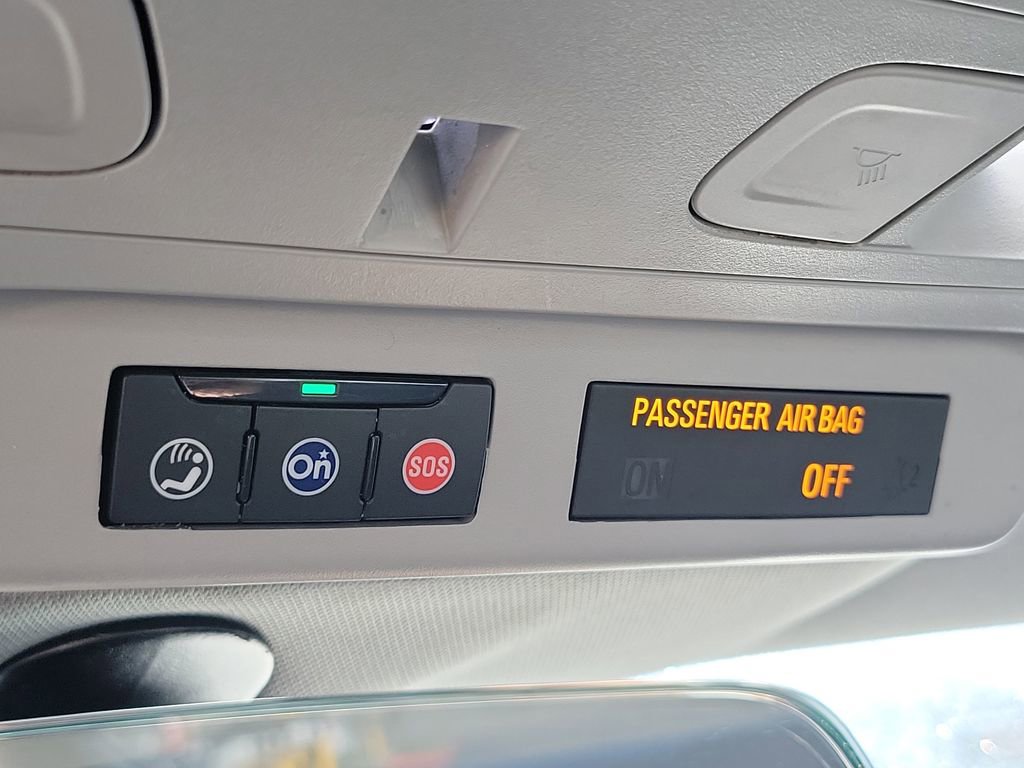 PASSENGER AIR BAG
ON OFF
On
SOS